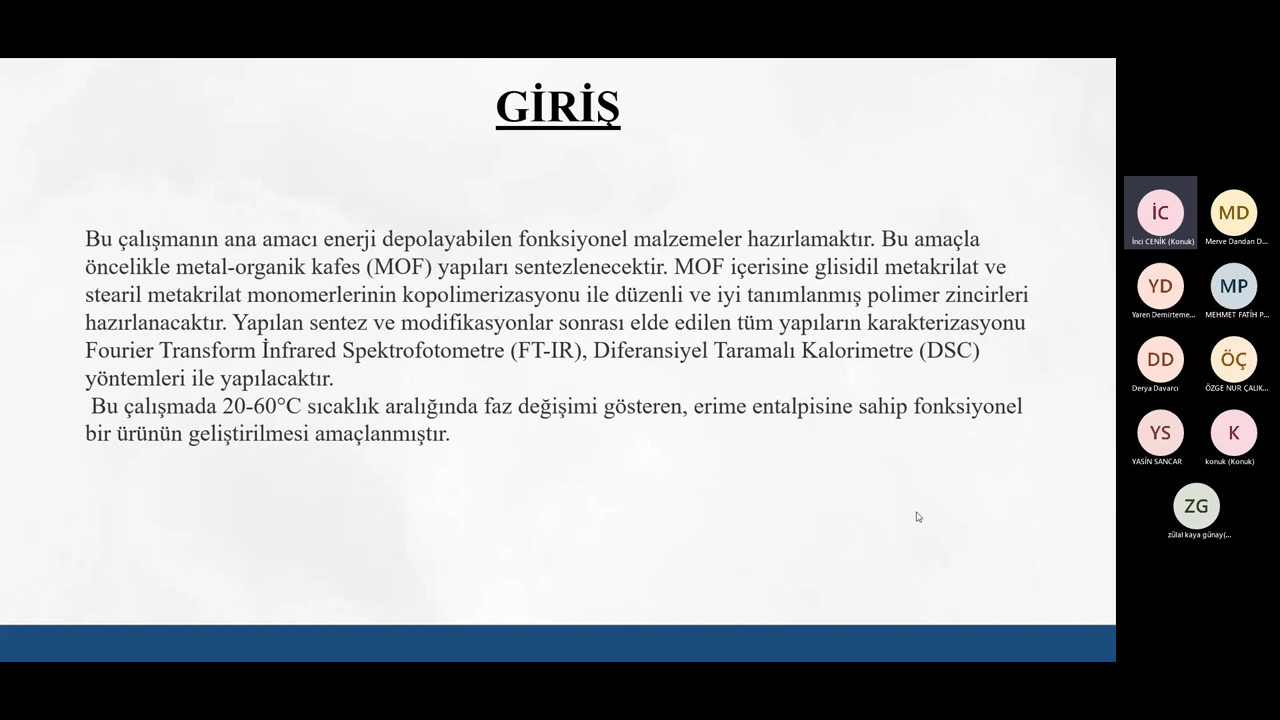 GİRİŞ
Bu çalışmanın ana amacı enerji depolayabilen fonksiyonel malzemeler hazırlamaktır. Bu amaçla
öncelikle metal-organik kafes (MOF) yapıları sentezlenecektir. MOF içerisine glisidil metakrilat ve
stearil metakrilat monomerlerinin kopolimerizasyonu ile düzenli ve iyi tanımlanmış polimer zincirleri
hazırlanacaktır. Yapılan sentez ve modifikasyonlar sonrası elde edilen tüm yapıların karakterizasyonu
Fourier Transform İnfrared Spektrofotometre (FT-IR), Diferansiyel Taramalı Kalorimetre (DSC)
yöntemleri ile yapılacaktır.
Bu çalışmada 20-60°C sıcaklık aralığında faz değişimi gösteren, erime entalpisine sahip fonksiyonel
bir ürünün geliştirilmesi amaçlanmıştır.
İC
İnci CENİK (Konuk)
MD
Merve Dandan D...
YD
Yaren Demirteme...
MP
MEHMET FATİH P...
DD
Derya Davarcı
ÖÇ
ÖZGE NUR ÇALIK...
YS
YASİN SANCAR
K
konuk (Konuk)
ZG
zülal kaya günay(...